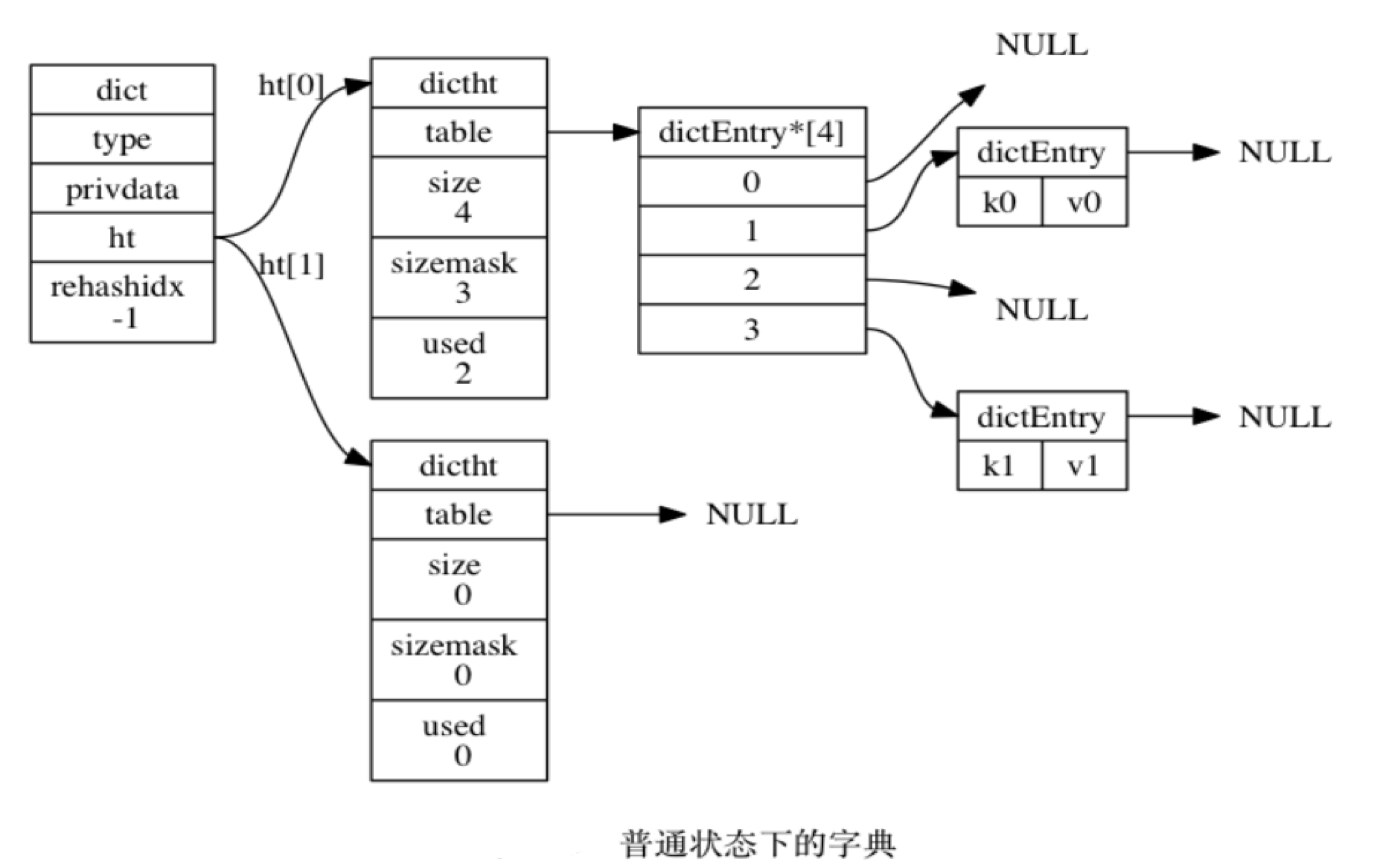 dict
type
privdata
ht
rehashidx
-1
ht[0]
ht[1]
dictht
table
size
4
sizemask
3
used
2
dictht
table
size
0
sizemask
0
used
0
NULL
dictEntry*[4]
0
1
2
3
NULL
dictEntry
k0 v0
NULL
NULL
dictEntry
k1 v1
NULL
普通状态下的字典